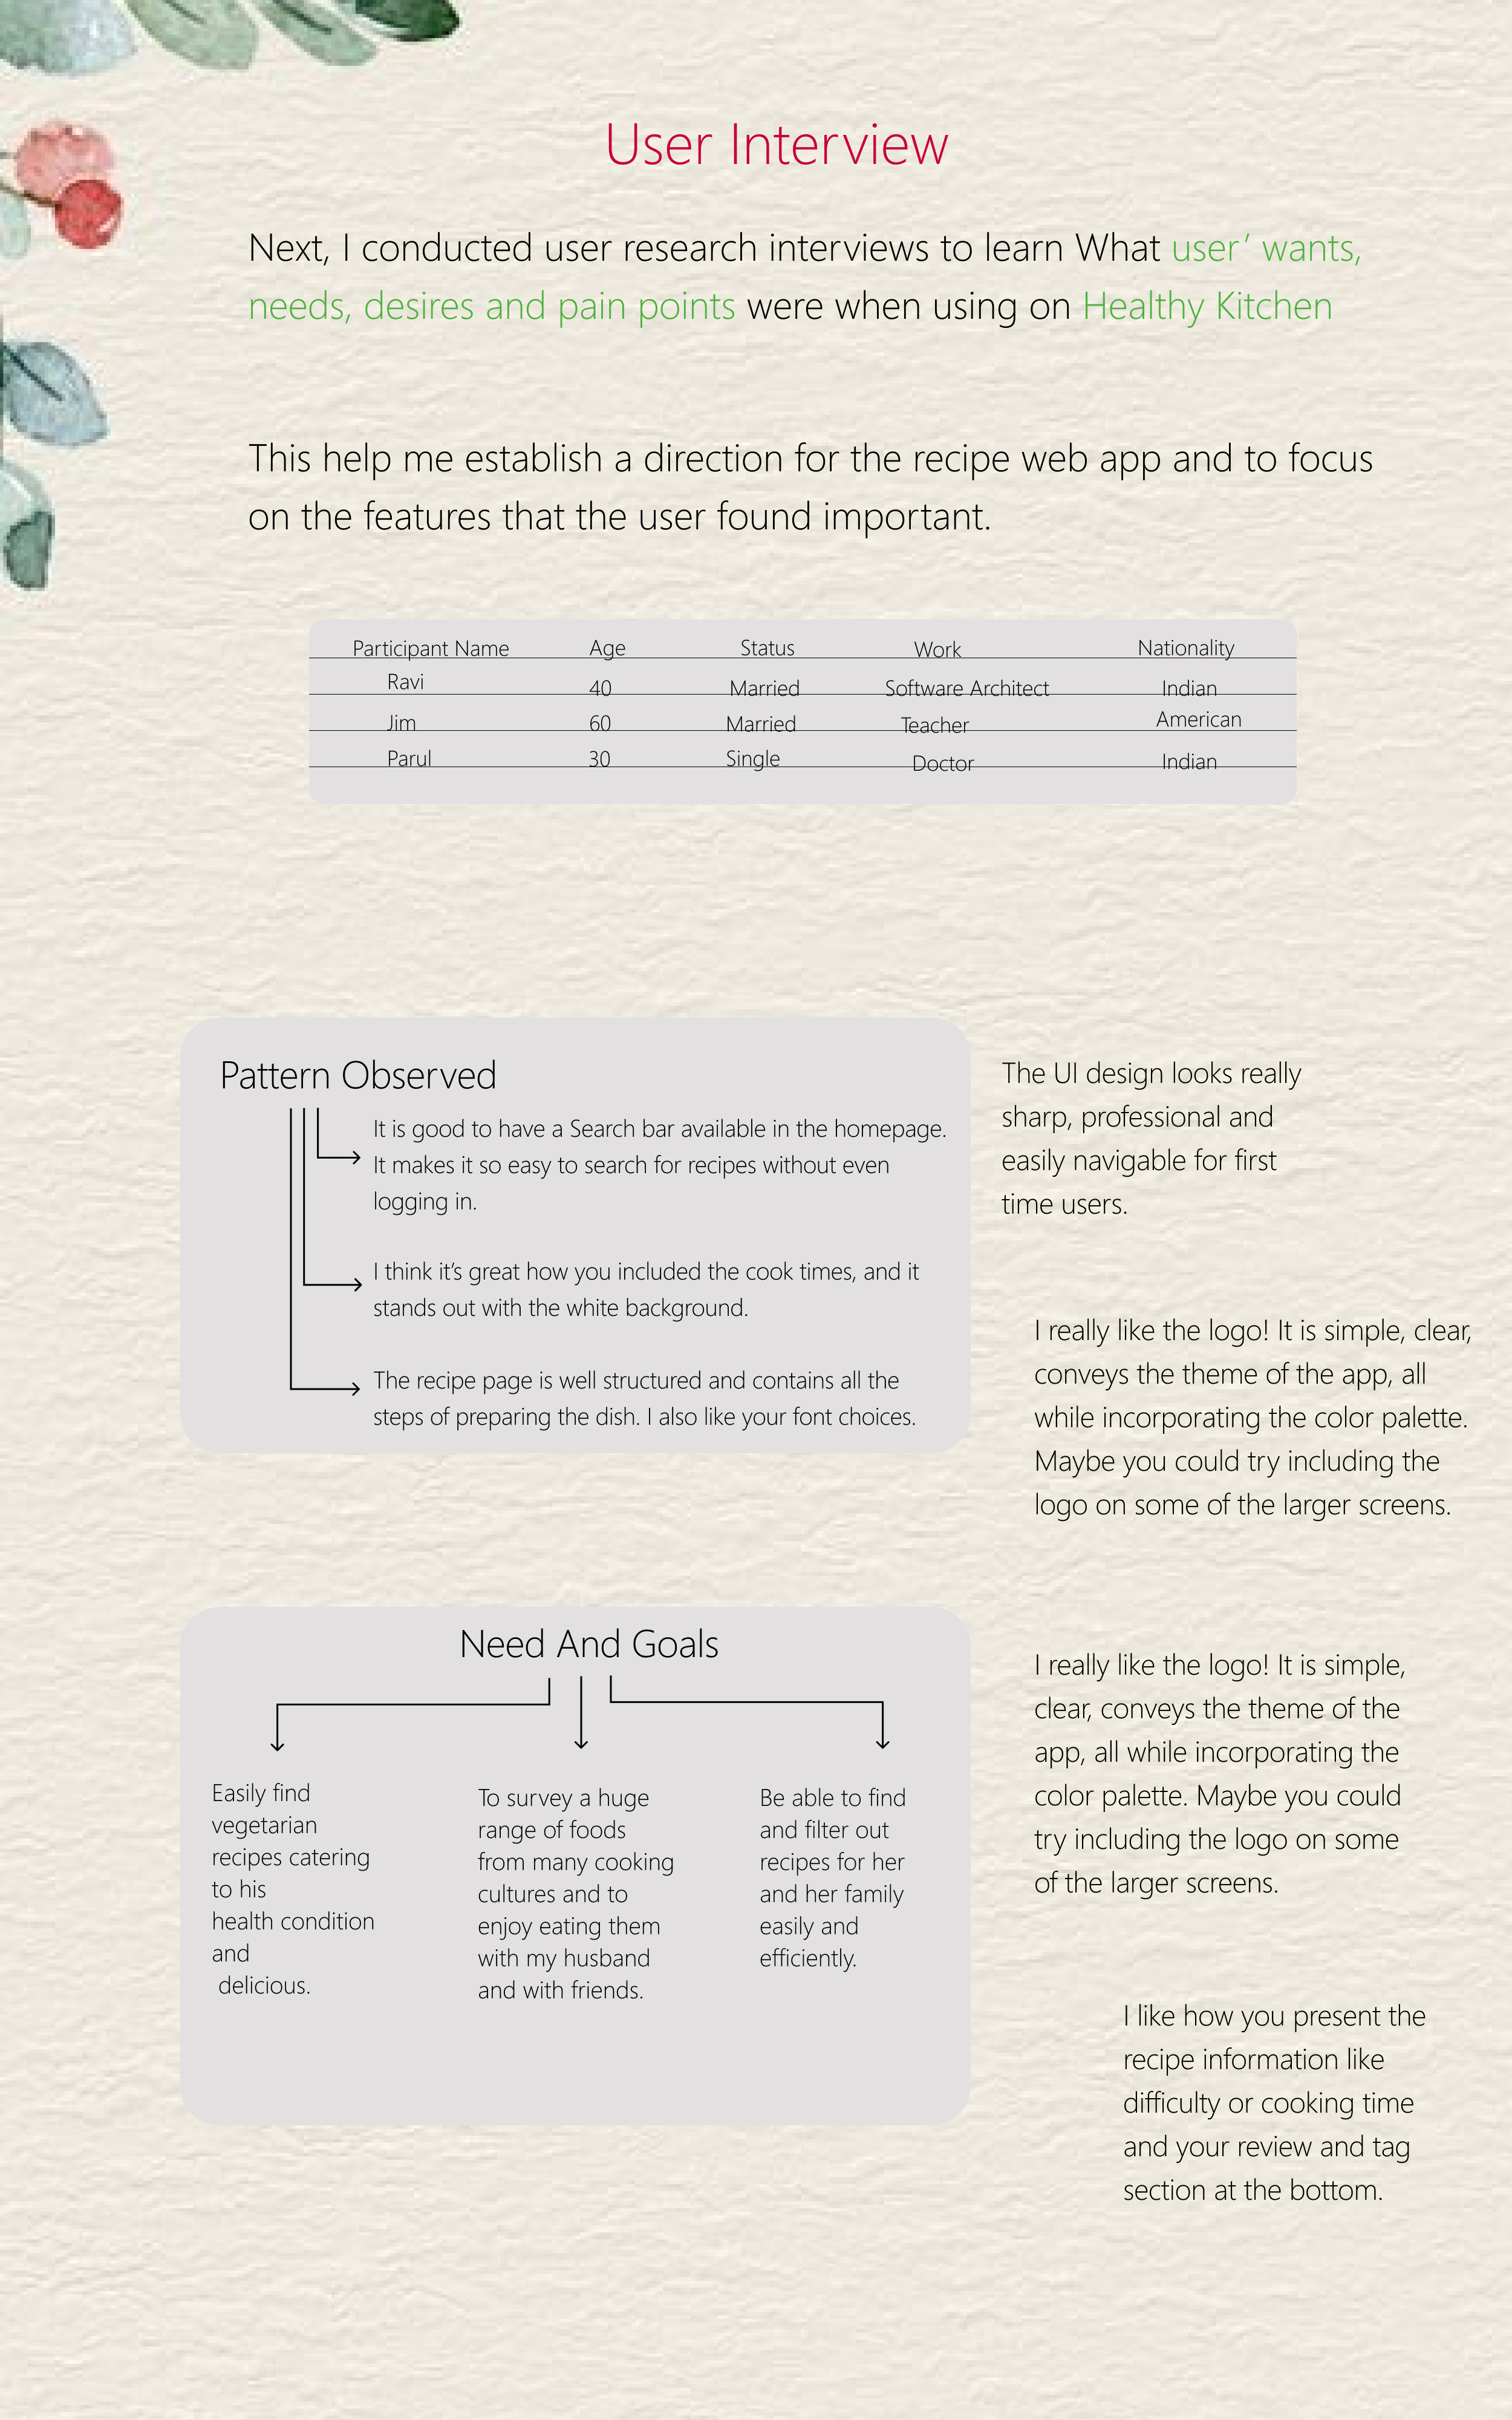 User Interview
Next, I conducted user research interviews to learn What user’ wants,
needs, desires and pain points were when using on Healthy Kitchen
This help me establish a direction for the recipe web app and to focus
on the features that the user found important.
Participant Name Age Status Work Nationality
Ravi 40 Married Software Architect Indian
Jim 60 Married Teacher American
Parul 30 Single Doctor Indian
Pattern Observed
It is good to have a Search bar available in the homepage.
It makes it so easy to search for recipes without even
logging in.
I think it’s great how you included the cook times, and it
stands out with the white background.
The recipe page is well structured and contains all the
steps of preparing the dish. I also like your font choices.
The UI design looks really
sharp, professional and
easily navigable for first
time users.
I really like the logo! It is simple, clear,
conveys the theme of the app, all
while incorporating the color palette.
Maybe you could try including the
logo on some of the larger screens.
Need And Goals
Easily find
vegetarian
recipes catering
to his
health condition
and
delicious.
To survey a huge
range of foods
from many cooking
cultures and to
enjoy eating them
with my husband
and with friends.
Be able to find
and filter out
recipes for her
and her family
easily and
efficiently.
I really like the logo! It is simple,
clear, conveys the theme of the
app, all while incorporating the
color palette. Maybe you could
try including the logo on some
of the larger screens.
I like how you present the
recipe information like
difficulty or cooking time
and your review and tag
section at the bottom.